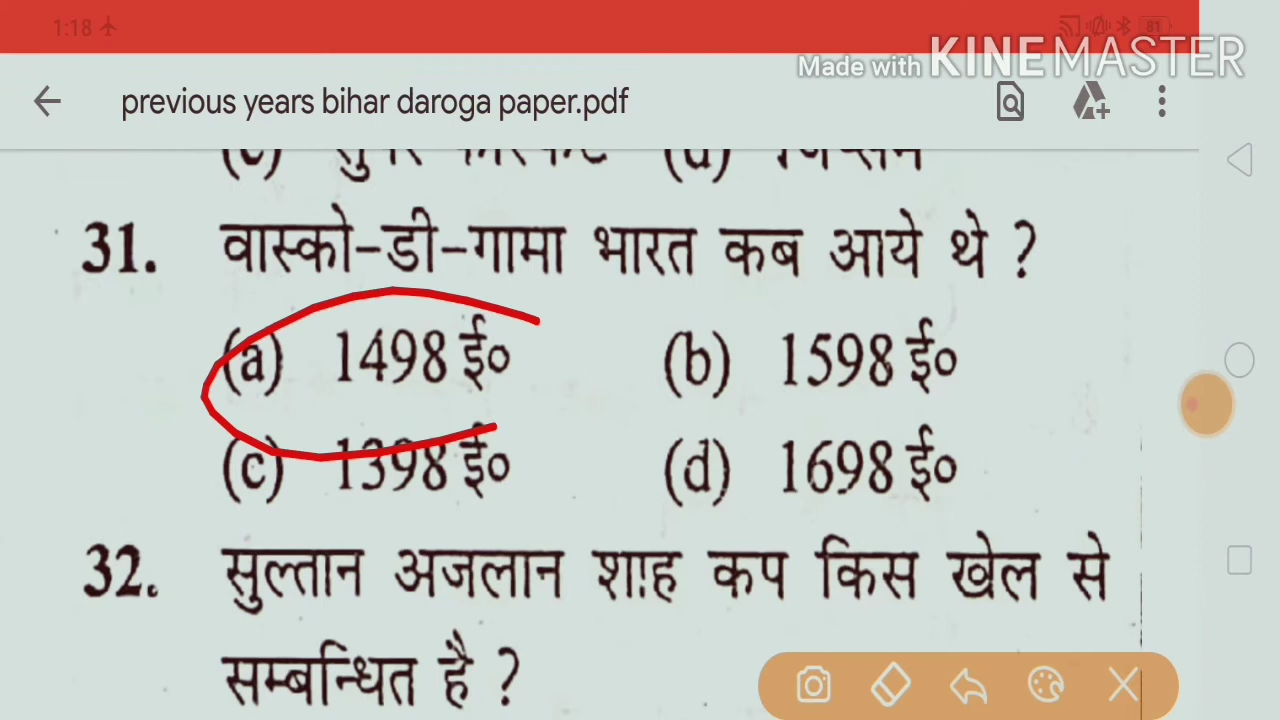 1:18
81
Made with KINEMASTER
previous years bihar daroga paper.pdf
31. वास्को-डी-गामा भारत कब आये थे ?
(a) 1498 ई० (b) 1598 ई०
(c) 1398 ई० (d) 1698 ई०
32. सुल्तान अजलान शाह कप किस खेल से
सम्बन्धित है ?